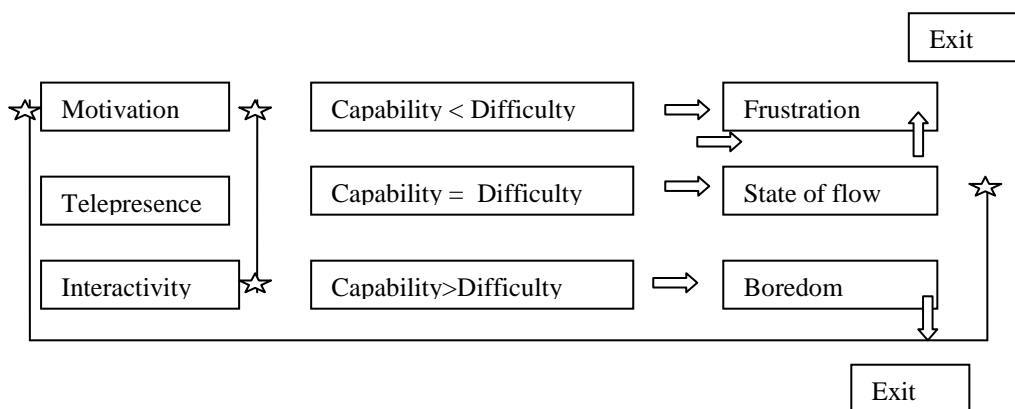 Exit
Motivation
Capability < Difficulty
Frustration
Telepresence
Capability = Difficulty
State of flow
Interactivity
Capability>Difficulty
Boredom
Exit